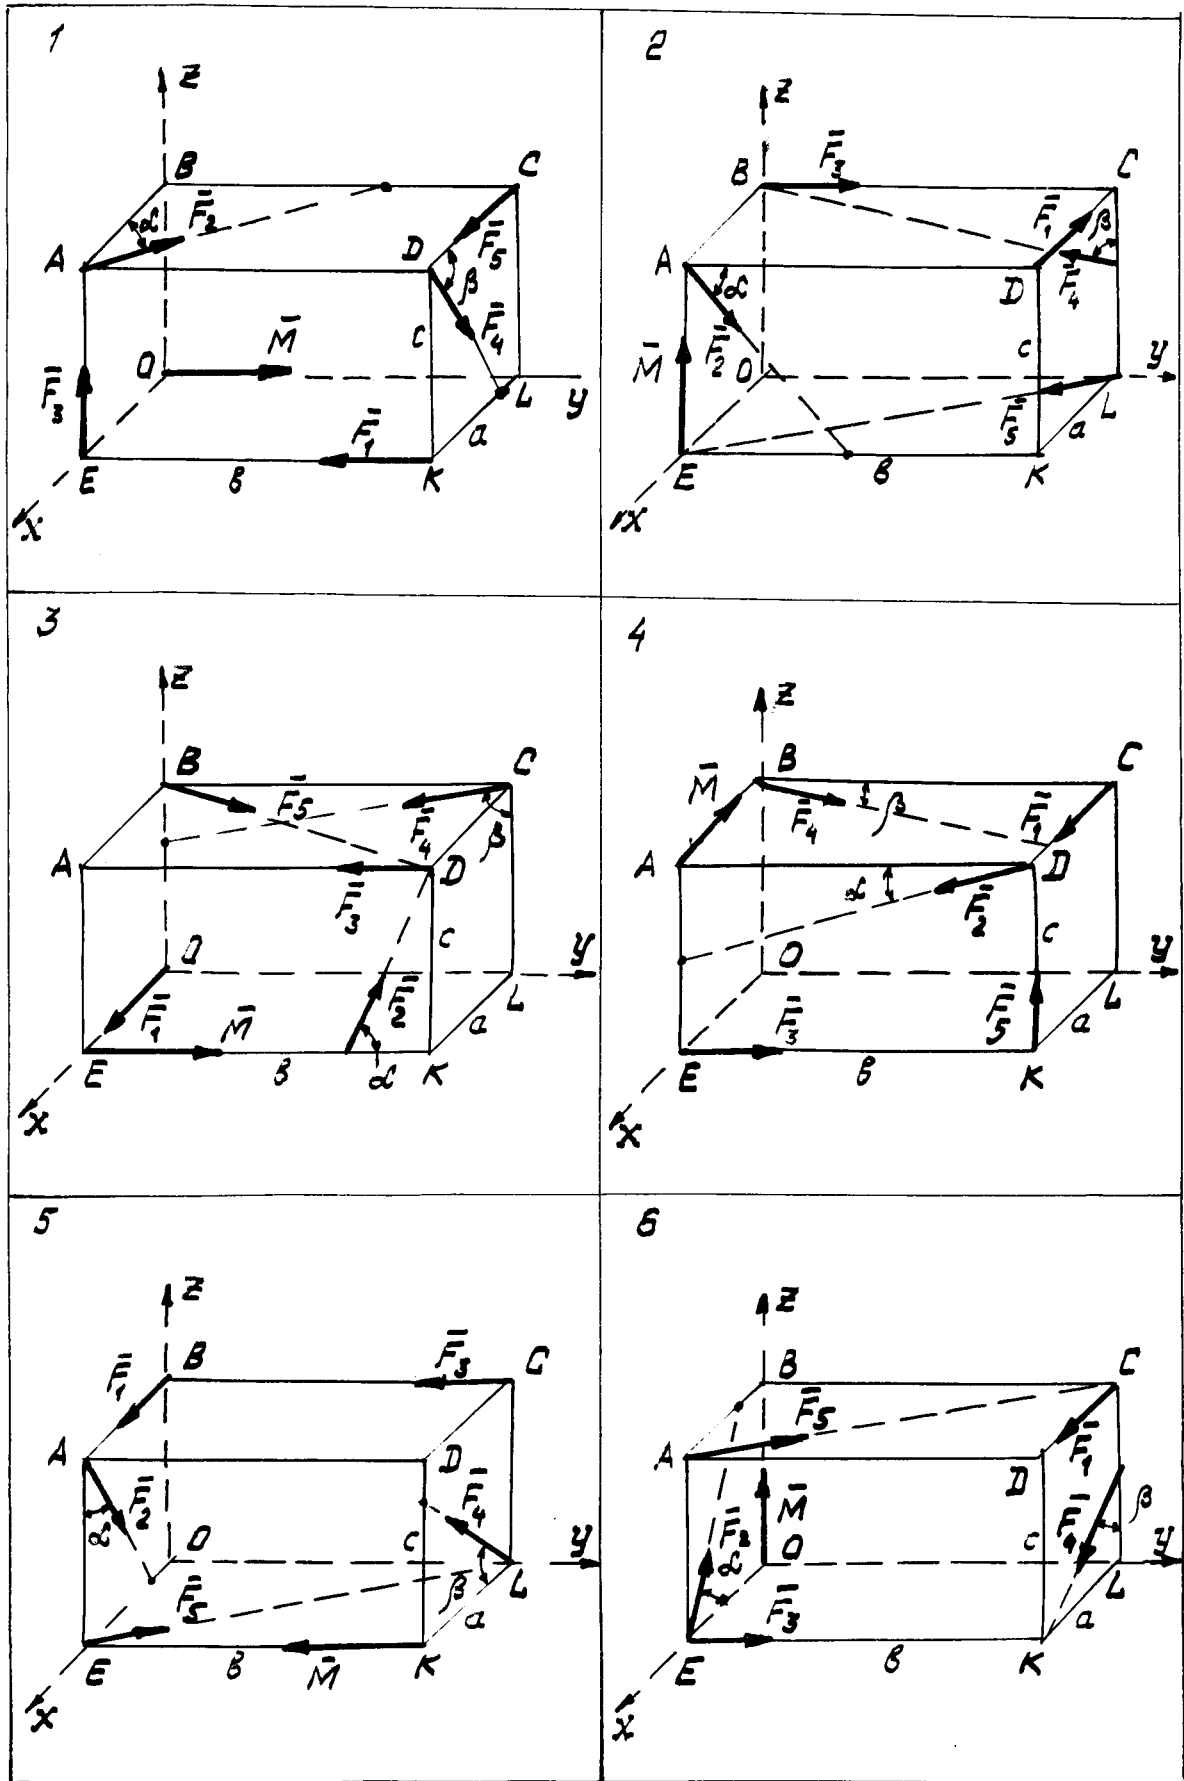 1
z
B
C
α
F̄₂
F̄₅
A
D
β
F̄₄
c
O
M̄
F̄₃
L
y
F̄₁
a
E
в
K
x
2
z
B
F̄₃
C
F̄₁
β
A
α
F̄₄
D
F̄₂
M̄
O
c
y
F̄₅
L
a
E
в
K
x
3
z
B
C
F̄₅
F̄₄
β
A
D
F̄₃
c
O
y
F̄₂
L
F̄₁
M̄
a
E
в
α
K
x
4
z
B
C
M̄
F̄₄
β
F̄₁
A
D
α
F̄₂
c
O
y
F̄₃
F̄₅
L
a
E
в
K
x
5
z
B
F̄₃
C
F̄₁
A
D
F̄₂
F̄₄
α
c
O
y
F̄₅
β
L
a
E
в
M̄
K
x
6
z
B
C
F̄₅
A
F̄₁
D
M̄
F̄₄
β
F̄₂
O
c
y
α
L
F̄₃
a
E
в
K
x